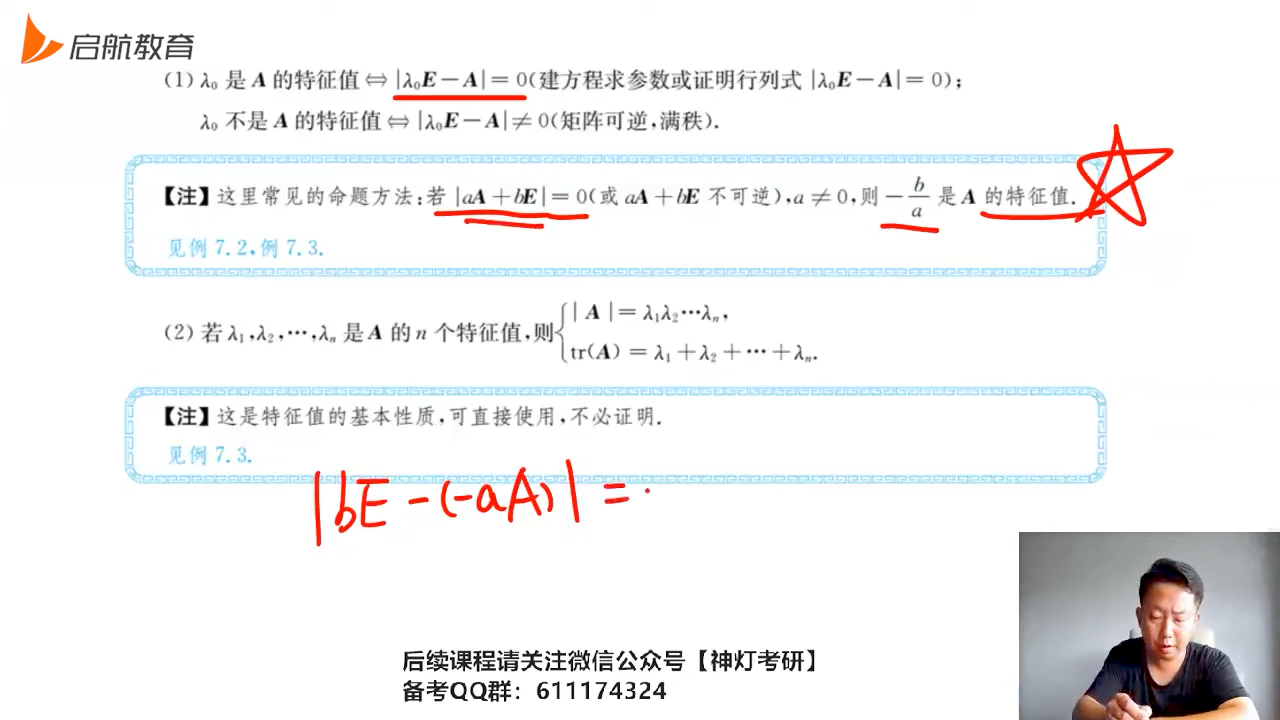 启航教育
(1) λ₀ 是 A 的特征值⇔|λ₀E－A|＝0(建方程求参数或证明行列式 |λ₀E－A|＝0);
λ₀ 不是 A 的特征值⇔|λ₀E－A|≠0(矩阵可逆,满秩).
【注】这里常见的命题方法:若 |aA＋bE|＝0(或 aA＋bE 不可逆),a≠0,则 －b/a 是 A 的特征值.
见例 7.2,例 7.3.
(2) 若 λ₁,λ₂,⋯,λₙ 是 A 的 n 个特征值,则{|A|＝λ₁λ₂⋯λₙ,
tr(A)＝λ₁＋λ₂＋⋯＋λₙ.
【注】这是特征值的基本性质,可直接使用,不必证明.
见例 7.3.
|bE－(－aA)|＝
后续课程请关注微信公众号【神灯考研】
备考QQ群：611174324